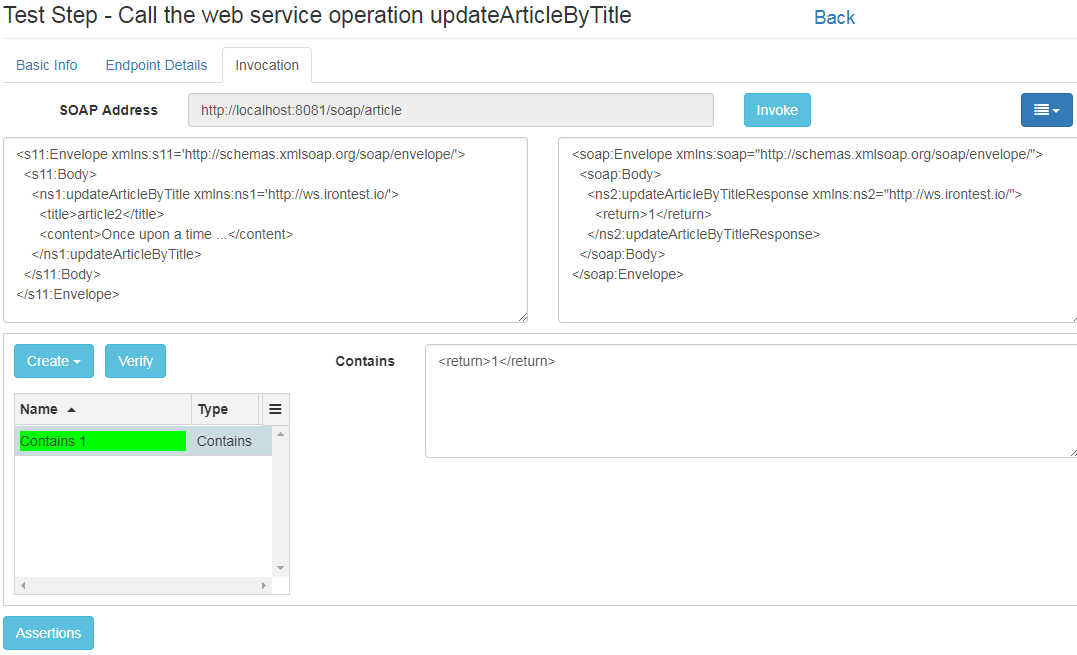 Test Step - Call the web service operation updateArticleByTitle Back
Basic Info Endpoint Details Invocation
SOAP Address http://localhost:8081/soap/article Invoke
<s11:Envelope xmlns:s11='http://schemas.xmlsoap.org/soap/envelope/'>
<s11:Body>
<ns1:updateArticleByTitle xmlns:ns1='http://ws.irontest.io/'>
<title>article2</title>
<content>Once upon a time ...</content>
</ns1:updateArticleByTitle>
</s11:Body>
</s11:Envelope>
<soap:Envelope xmlns:soap="http://schemas.xmlsoap.org/soap/envelope/">
<soap:Body>
<ns2:updateArticleByTitleResponse xmlns:ns2="http://ws.irontest.io/">
<return>1</return>
</ns2:updateArticleByTitleResponse>
</soap:Body>
</soap:Envelope>
Create Verify
Contains <return>1</return>
Name Type
Contains 1 Contains
Assertions